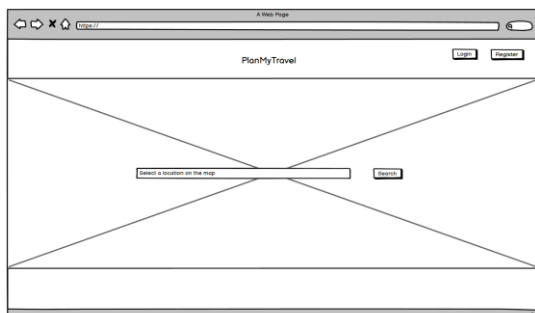 A Web Page
https://
PlanMyTravel
Login
Register
Select a location on the map
Search